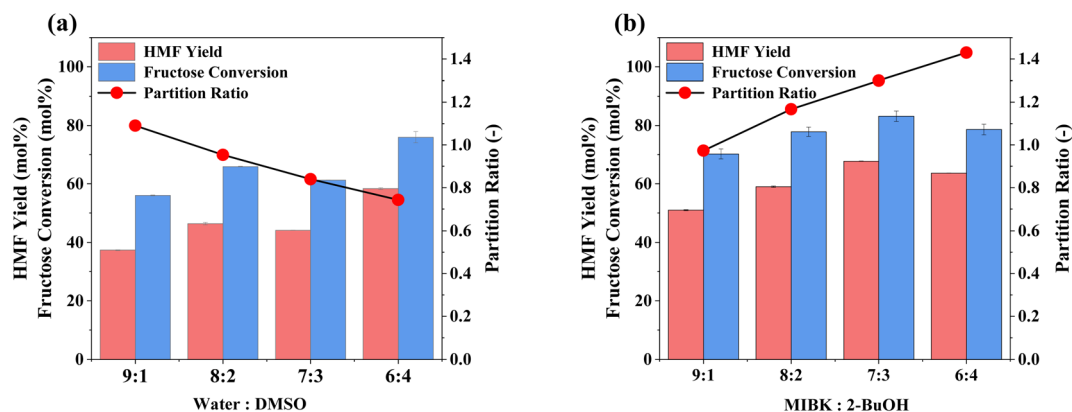 (a)
HMF Yield
Fructose Conversion
Partition Ratio
HMF Yield (mol%)
Fructose Conversion (mol%)
100
80
60
40
20
0
1.4
1.2
1.0
0.8
0.6
0.4
0.2
0.0
Partition Ratio (-)
9:1 8:2 7:3 6:4
Water : DMSO
(b)
HMF Yield
Fructose Conversion
Partition Ratio
HMF Yield (mol%)
Fructose Conversion (mol%)
100
80
60
40
20
0
1.4
1.2
1.0
0.8
0.6
0.4
0.2
0.0
Partition Ratio (-)
9:1 8:2 7:3 6:4
MIBK : 2-BuOH